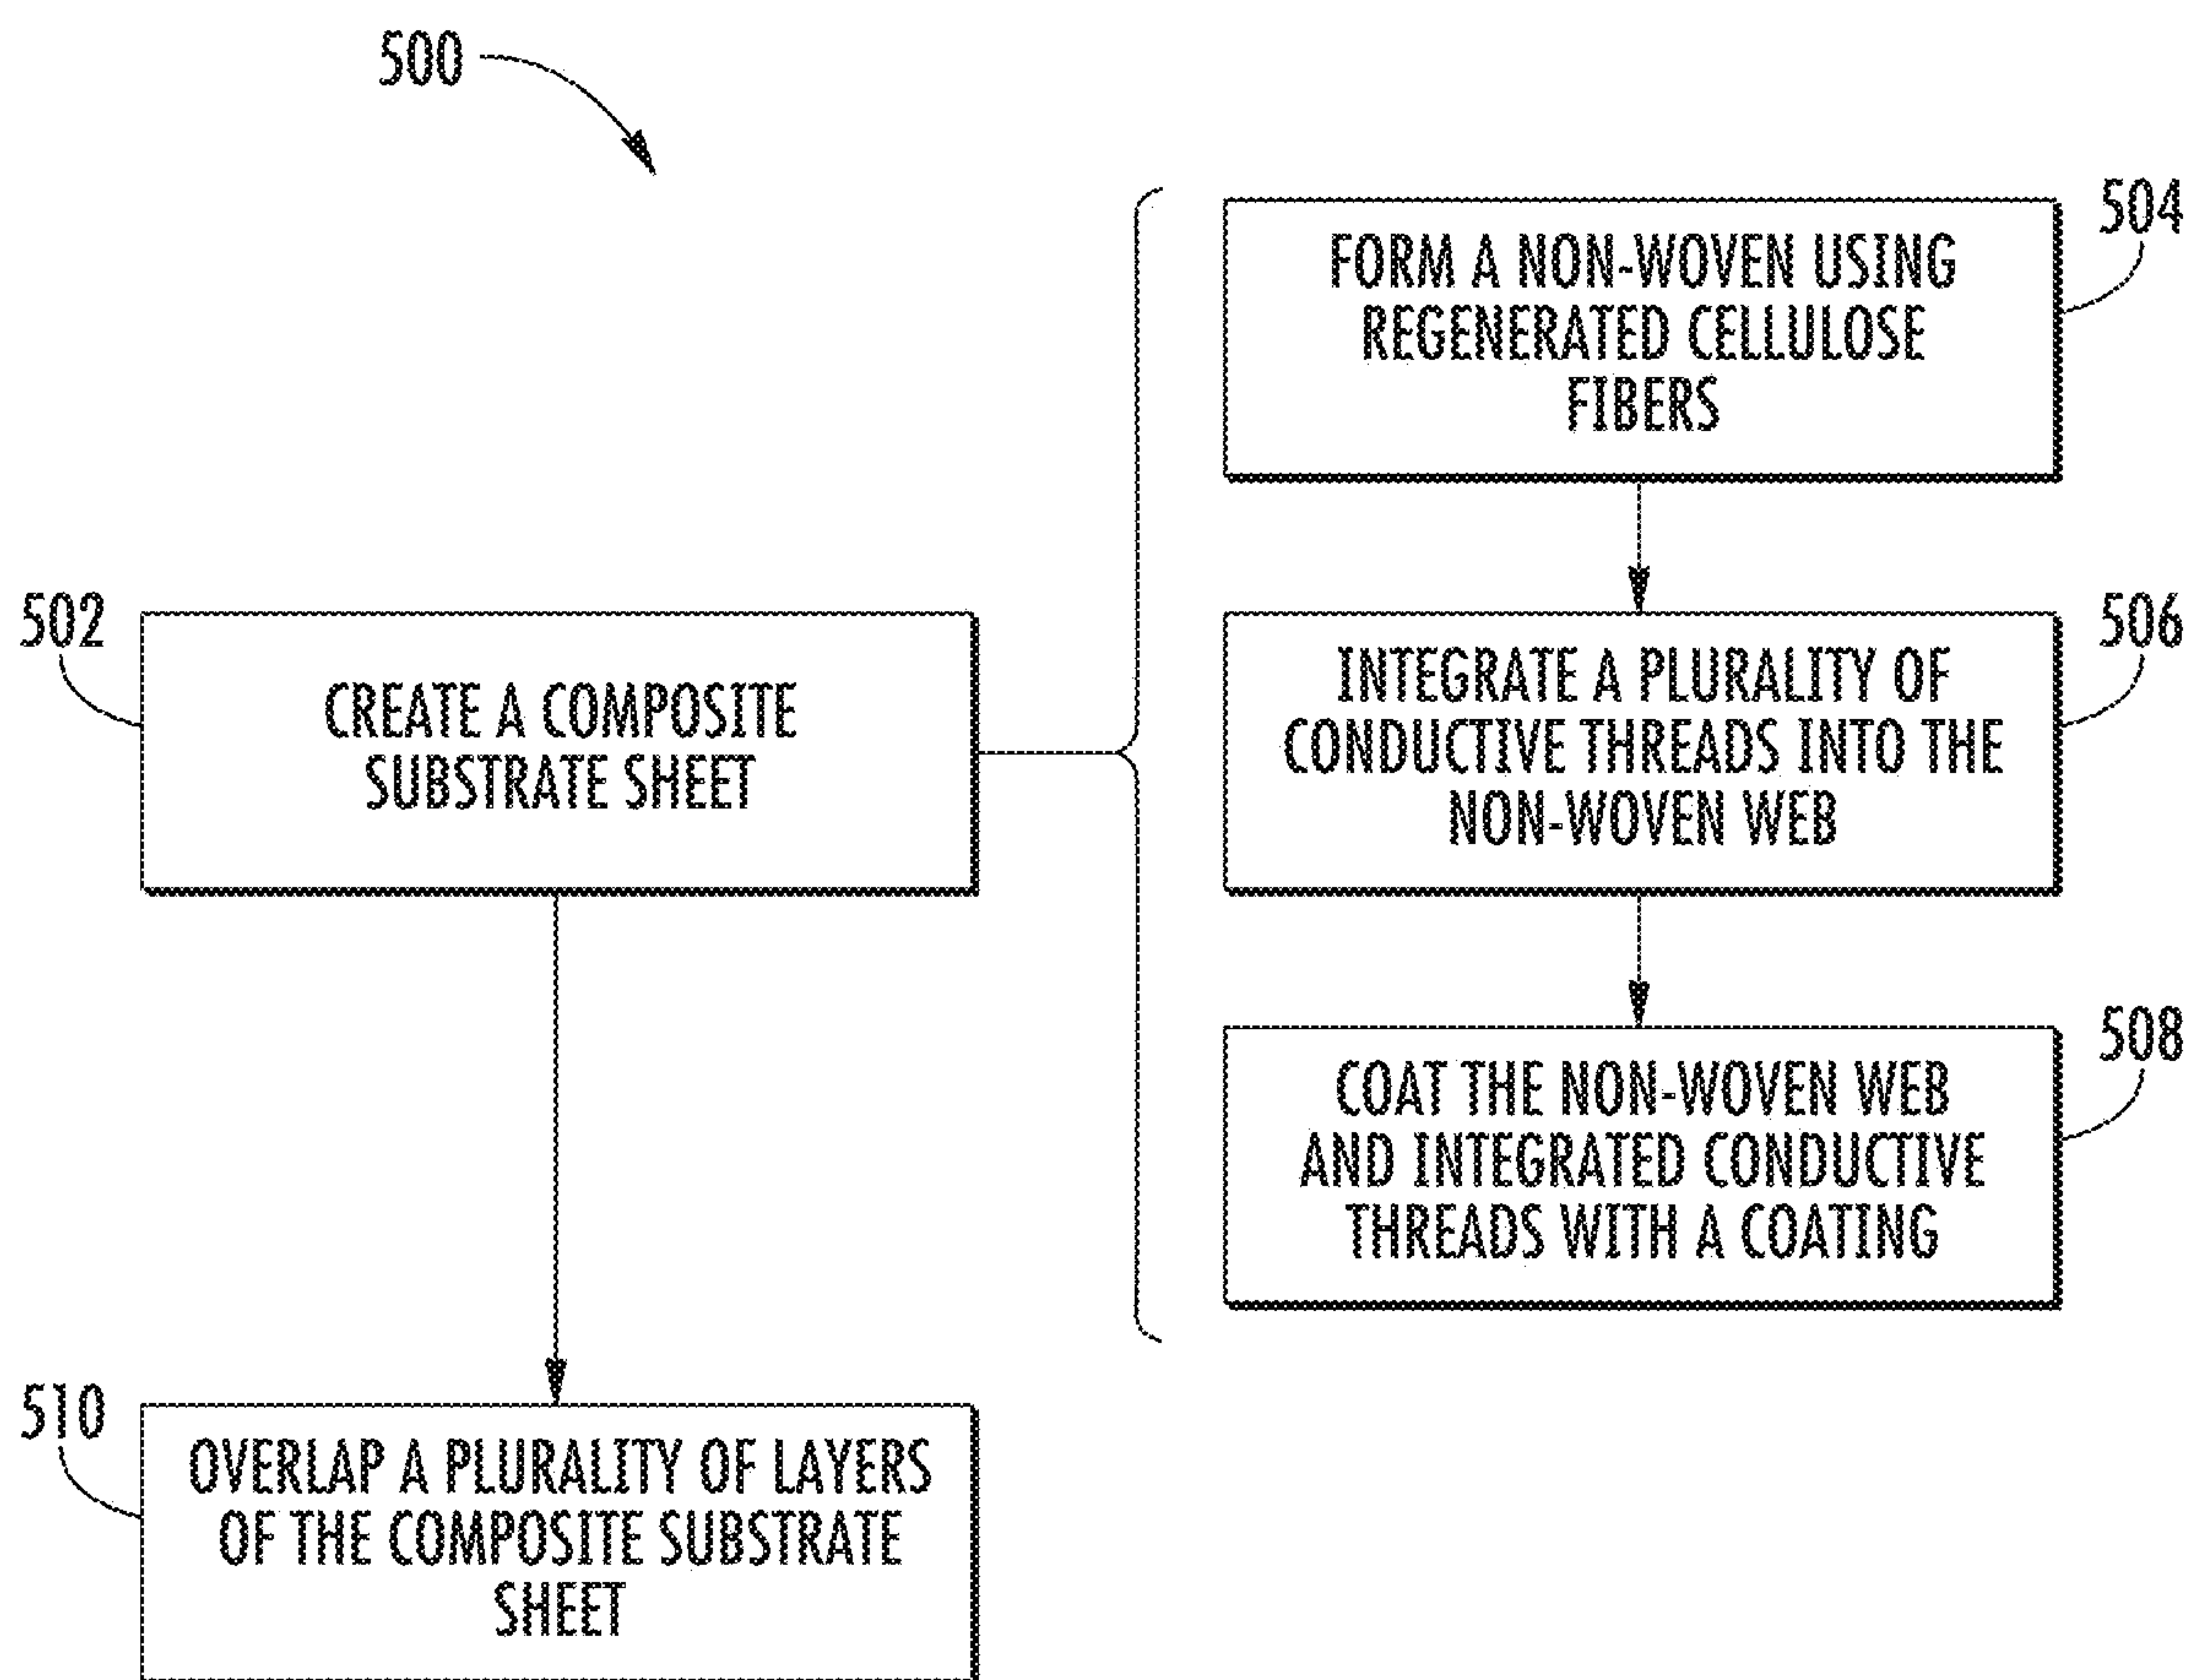 500
504
FORM A NON-WOVEN USING
REGENERATED CELLULOSE
FIBERS
502
CREATE A COMPOSITE
SUBSTRATE SHEET
506
INTEGRATE A PLURALITY OF
CONDUCTIVE THREADS INTO THE
NON-WOVEN WEB
508
COAT THE NON-WOVEN WEB
AND INTEGRATED CONDUCTIVE
THREADS WITH A COATING
510
OVERLAP A PLURALITY OF LAYERS
OF THE COMPOSITE SUBSTRATE
SHEET